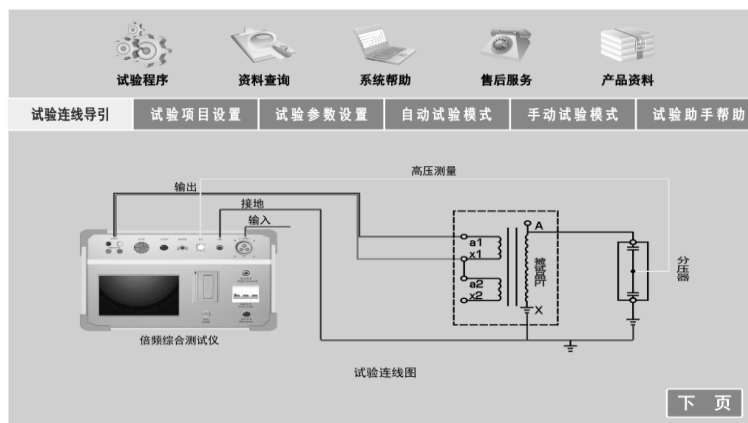 试验程序 资料查询 系统帮助 售后服务 产品资料
试验连线导引 试验项目设置 试验参数设置 自动试验模式 手动试验模式 试验助手帮助
高压测量
输出
接地
输入
A
a1
x1
a2
x2
X
被试品PT
分压器
倍频综合测试仪
试验连线图
下 页